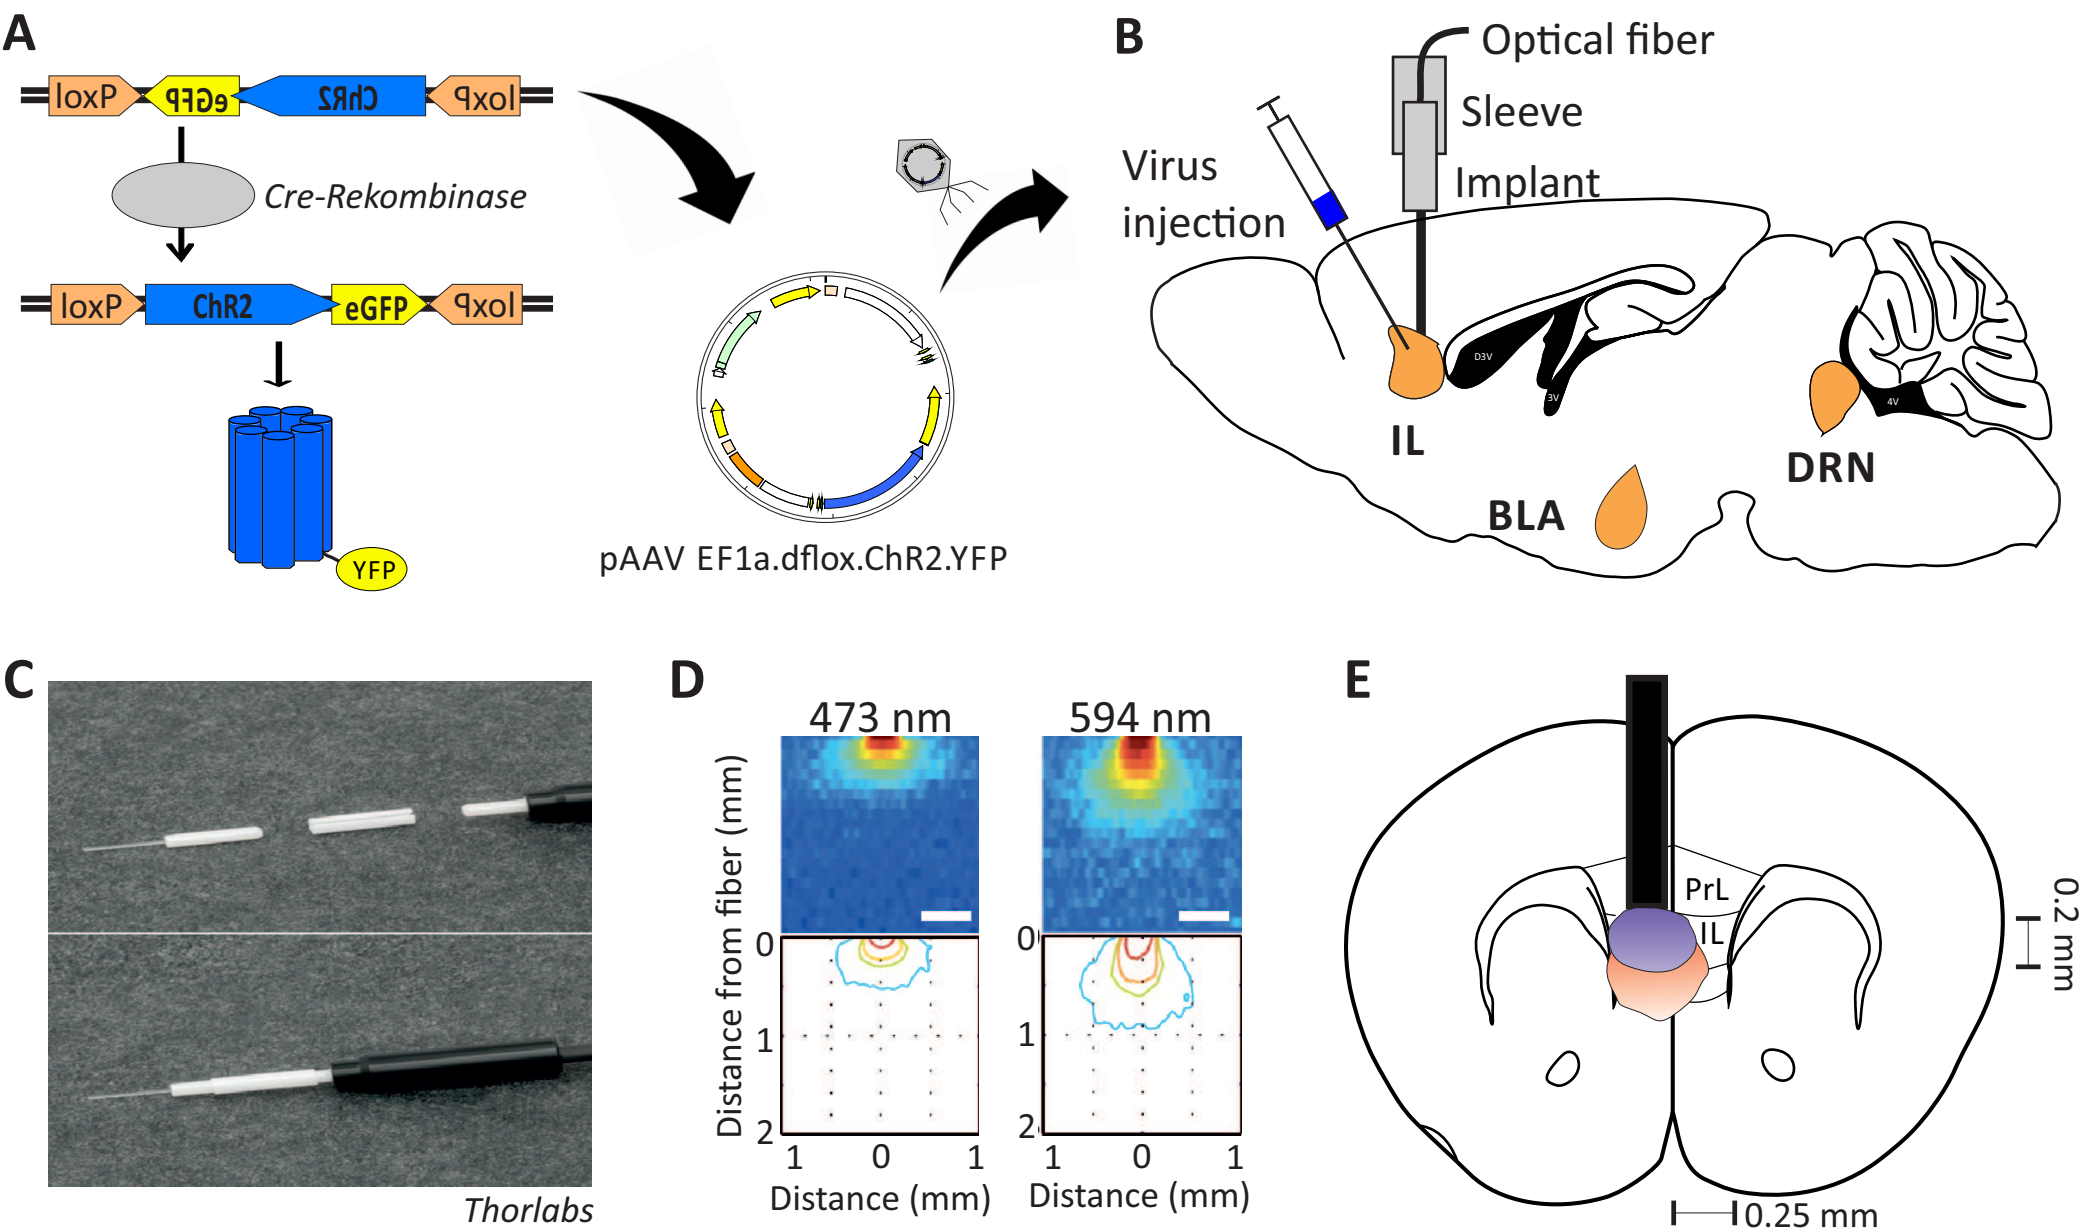 A
loxP
eGFP
ChR2
loxP
Cre-Rekombinase
loxP
ChR2
eGFP
loxP
YFP
pAAV EF1a.dflox.ChR2.YFP
B
Optical fiber
Sleeve
Implant
Virus
injection
D3V
3V
4V
IL
BLA
DRN
C
Thorlabs
D
473 nm
594 nm
Distance from fiber (mm)
0
1
2
1 0 1
Distance (mm)
0
1
2
1 0 1
Distance (mm)
E
PrL
IL
0.2 mm
0.25 mm